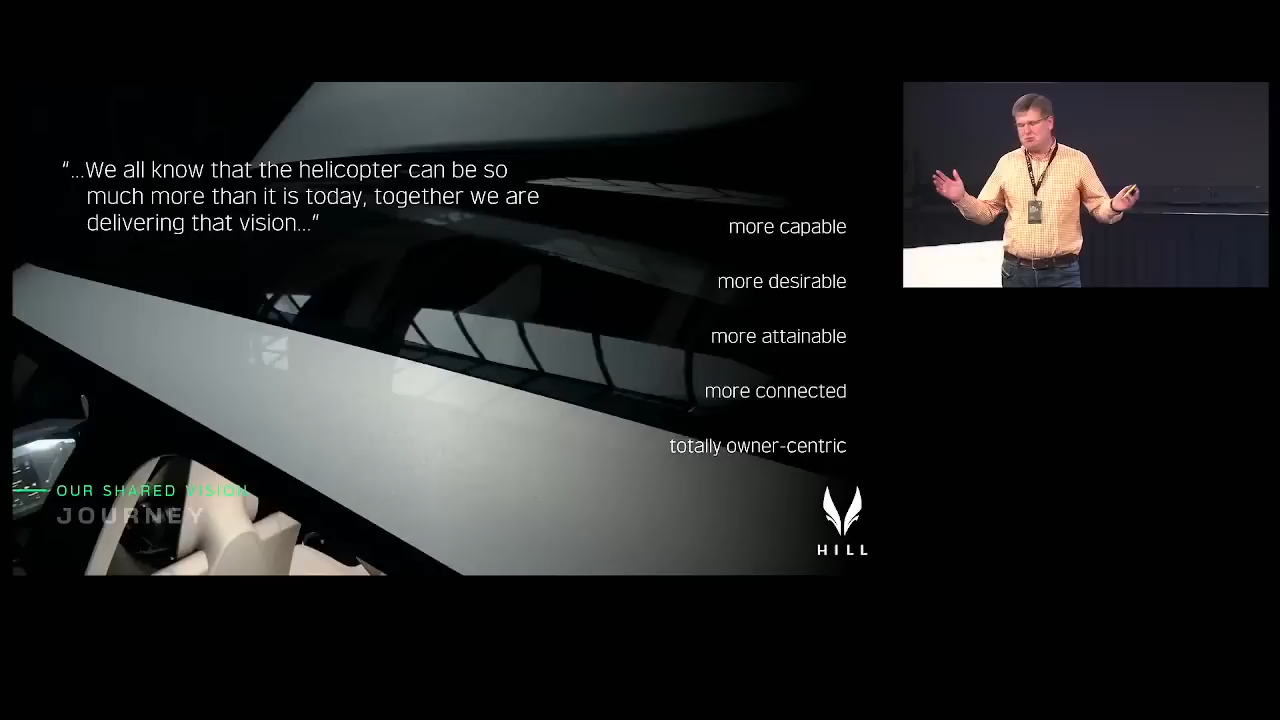 “...We all know that the helicopter can be so
much more than it is today, together we are
delivering that vision...“
more capable
more desirable
more attainable
more connected
totally owner-centric
OUR SHARED VISION
JOURNEY
HILL